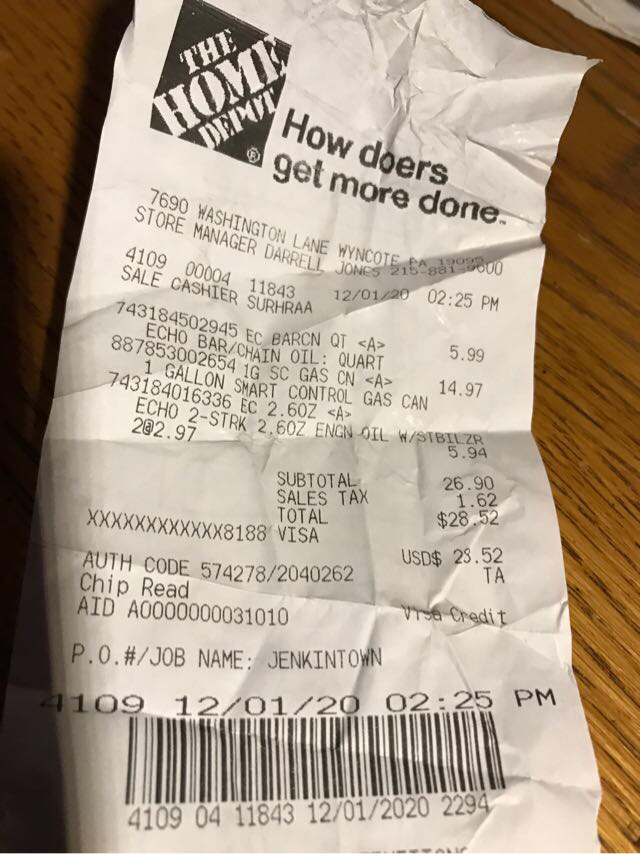 THE
HOME
DEPOT
®
How doers
get more done.™
7690 WASHINGTON LANE WYNCOTE PA 19095
STORE MANAGER DARRELL JONES 215-881-9600
4109 00004 11843 12/01/20 02:25 PM
SALE CASHIER SURHRAA
743184502945 EC BARCN QT <A> 5.99
ECHO BAR/CHAIN OIL: QUART
887853002654 1G SC GAS CN <A> 14.97
1 GALLON SMART CONTROL GAS CAN
743184016336 EC 2.6OZ <A>
ECHO 2-STRK 2.6OZ ENGN OIL W/STBILZR
2@2.97 5.94
SUBTOTAL 26.90
SALES TAX 1.62
TOTAL $28.52
XXXXXXXXXXXX8188 VISA
USD$ 28.52
AUTH CODE 574278/2040262 TA
Chip Read
AID A0000000031010 Visa Credit
P.O.#/JOB NAME: JENKINTOWN
4109 12/01/20 02:25 PM
4109 04 11843 12/01/2020 2294